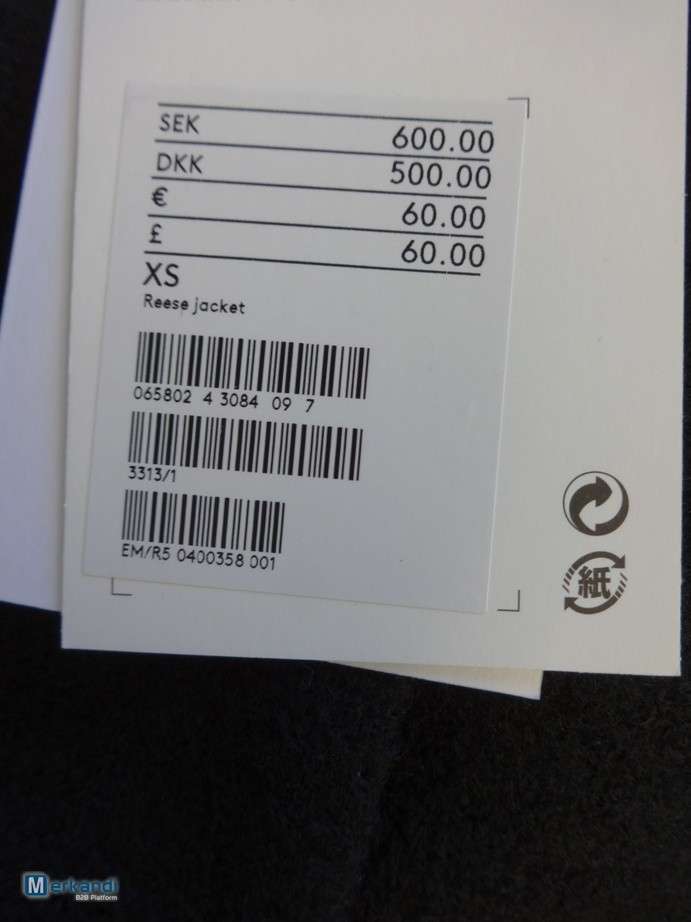 SEK 600.00
DKK 500.00
€ 60.00
£ 60.00
XS
Reese jacket
065802 4 3084 09 7
3313/1
EM/R5 0400358 001
紙
Merkandi
B2B Platform